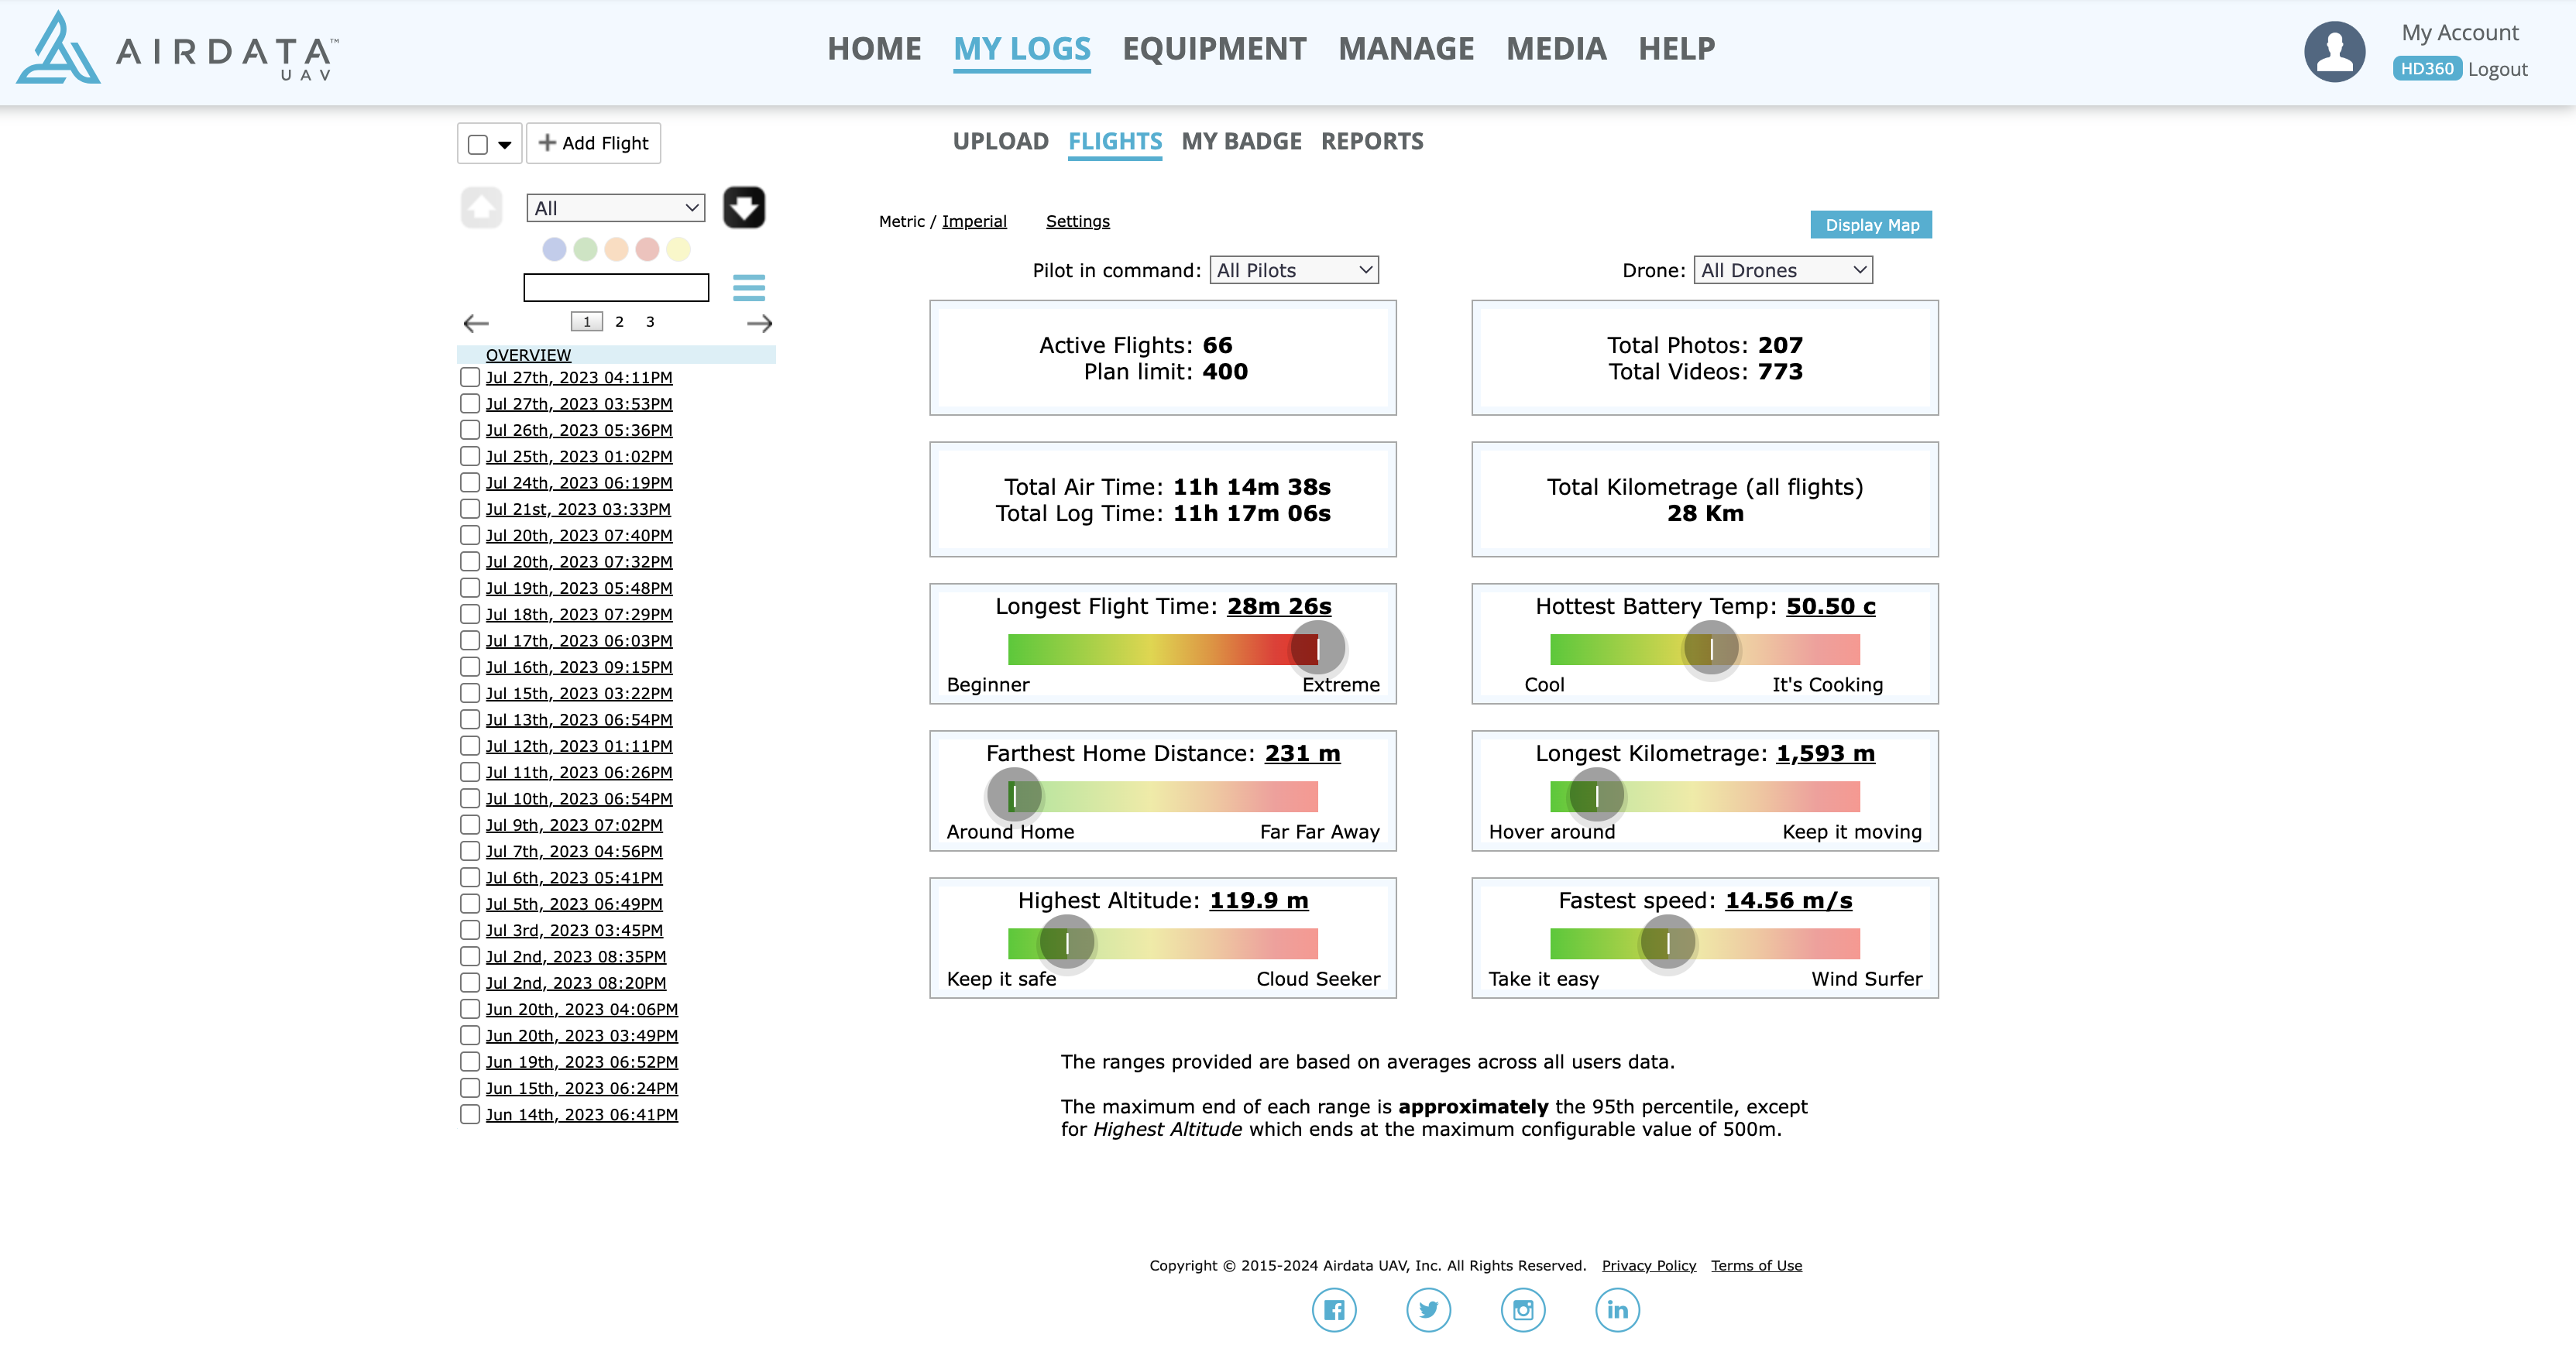 AIRDATA™
UAV
HOME MY LOGS EQUIPMENT MANAGE MEDIA HELP
My Account
HD360 Logout
Add Flight
UPLOAD FLIGHTS MY BADGE REPORTS
All
1 2 3
OVERVIEW
Jul 27th, 2023 04:11PM
Jul 27th, 2023 03:53PM
Jul 26th, 2023 05:36PM
Jul 25th, 2023 01:02PM
Jul 24th, 2023 06:19PM
Jul 21st, 2023 03:33PM
Jul 20th, 2023 07:40PM
Jul 20th, 2023 07:32PM
Jul 19th, 2023 05:48PM
Jul 18th, 2023 07:29PM
Jul 17th, 2023 06:03PM
Jul 16th, 2023 09:15PM
Jul 15th, 2023 03:22PM
Jul 13th, 2023 06:54PM
Jul 12th, 2023 01:11PM
Jul 11th, 2023 06:26PM
Jul 10th, 2023 06:54PM
Jul 9th, 2023 07:02PM
Jul 7th, 2023 04:56PM
Jul 6th, 2023 05:41PM
Jul 5th, 2023 06:49PM
Jul 3rd, 2023 03:45PM
Jul 2nd, 2023 08:35PM
Jul 2nd, 2023 08:20PM
Jun 20th, 2023 04:06PM
Jun 20th, 2023 03:49PM
Jun 19th, 2023 06:52PM
Jun 15th, 2023 06:24PM
Jun 14th, 2023 06:41PM
Metric / Imperial Settings
Display Map
Pilot in command: All Pilots
Drone: All Drones
Active Flights: 66
Plan limit: 400
Total Photos: 207
Total Videos: 773
Total Air Time: 11h 14m 38s
Total Log Time: 11h 17m 06s
Total Kilometrage (all flights)
28 Km
Longest Flight Time: 28m 26s
Beginner Extreme
Hottest Battery Temp: 50.50 c
Cool It's Cooking
Farthest Home Distance: 231 m
Around Home Far Far Away
Longest Kilometrage: 1,593 m
Hover around Keep it moving
Highest Altitude: 119.9 m
Keep it safe Cloud Seeker
Fastest speed: 14.56 m/s
Take it easy Wind Surfer
The ranges provided are based on averages across all users data.
The maximum end of each range is approximately the 95th percentile, except
for Highest Altitude which ends at the maximum configurable value of 500m.
Copyright © 2015-2024 Airdata UAV, Inc. All Rights Reserved. Privacy Policy Terms of Use